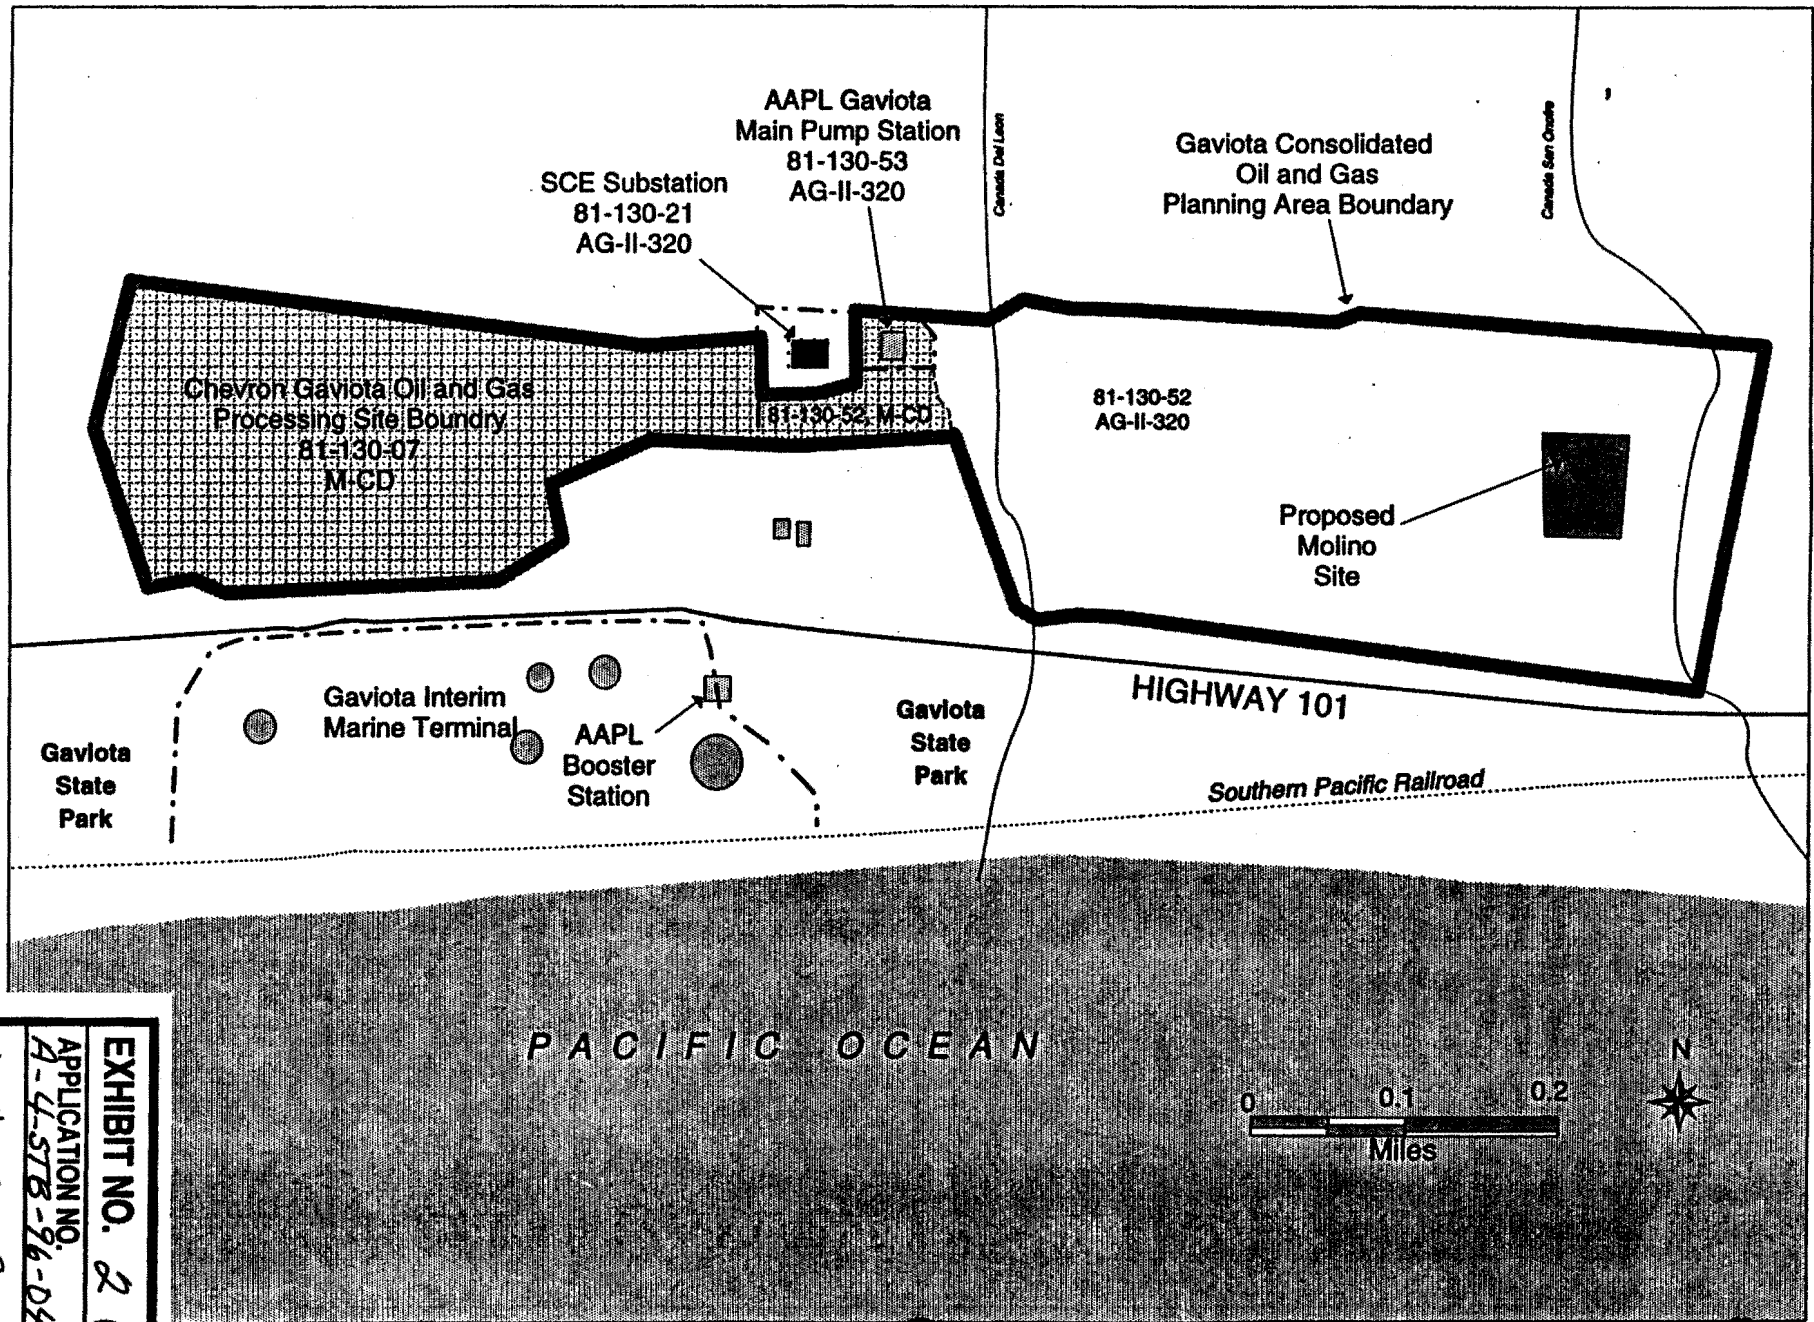 AAPL Gaviota
Main Pump Station
81-130-53
AG-II-320
SCE Substation
81-130-21
AG-II-320
Canada Del Leon
Gaviota Consolidated
Oil and Gas
Planning Area Boundary
Canada San Onofre
Chevron Gaviota Oil and Gas
Processing Site Boundry
81-130-07
M-CD
81-130-52, M-CD
81-130-52
AG-II-320
Proposed
Molino
Site
Gaviota Interim
Marine Terminal
AAPL
Booster
Station
Gaviota
State
Park
Gaviota
State
Park
HIGHWAY 101
Southern Pacific Railroad
PACIFIC OCEAN
N
0 0.1 0.2
Miles
EXHIBIT NO. 2
APPLICATION NO.
A-4-STB-96-04